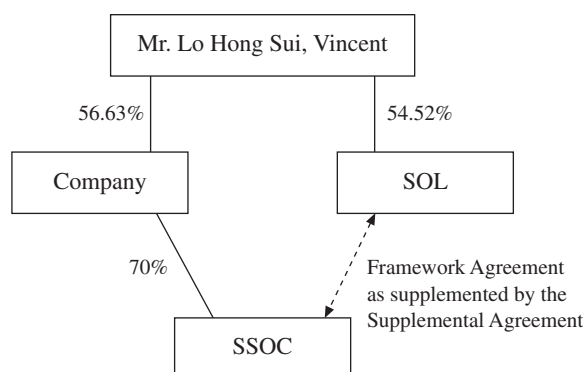 Mr. Lo Hong Sui, Vincent
56.63%
54.52%
Company
SOL
70%
Framework Agreement
as supplemented by the
Supplemental Agreement
SSOC